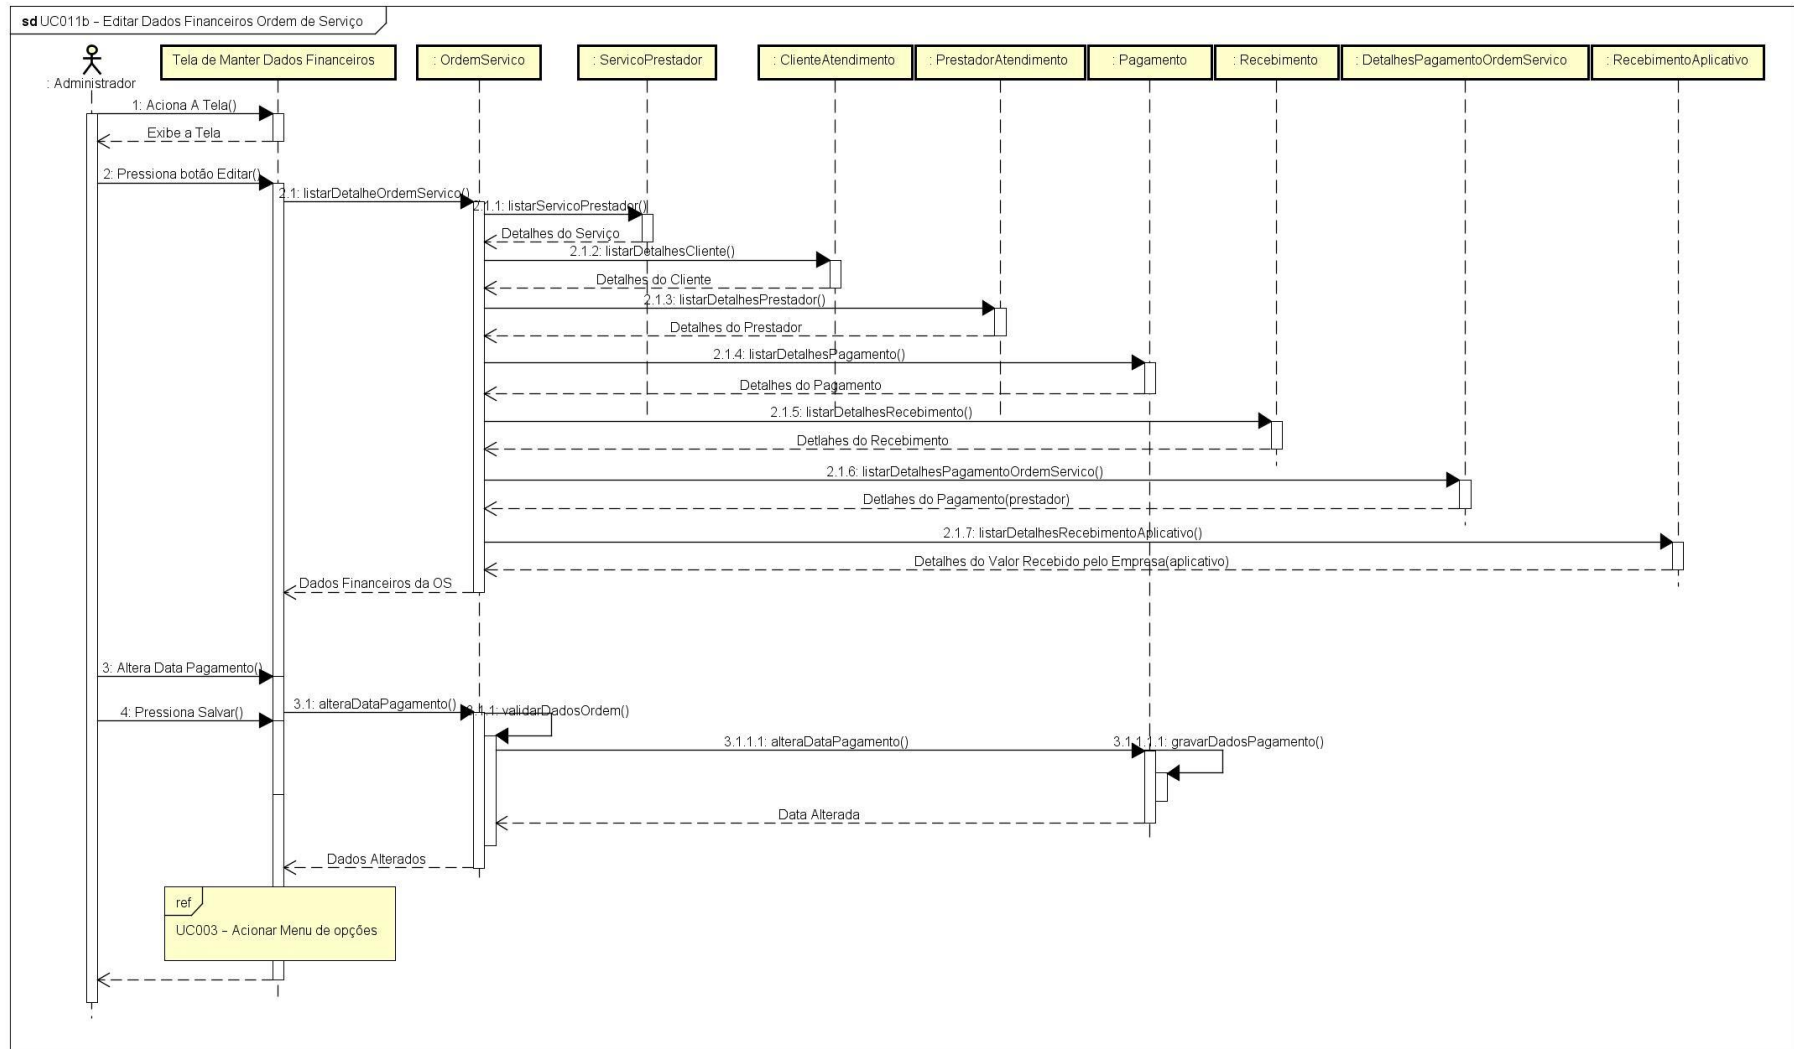 sd UC011b - Editar Dados Financeiros Ordem de Serviço
: Administrador
Tela de Manter Dados Financeiros
: OrdemServico
: ServicoPrestador
: ClienteAtendimento
: PrestadorAtendimento
: Pagamento
: Recebimento
: DetalhesPagamentoOrdemServico
: RecebimentoAplicativo
1: Aciona A Tela()
Exibe a Tela
2: Pressiona botão Editar()
2.1: listarDetalheOrdemServico()
2.1.1: listarServicoPrestador()
Detalhes do Serviço
2.1.2: listarDetalhesCliente()
Detalhes do Cliente
2.1.3: listarDetalhesPrestador()
Detalhes do Prestador
2.1.4: listarDetalhesPagamento()
Detalhes do Pagamento
2.1.5: listarDetalhesRecebimento()
Detlahes do Recebimento
2.1.6: listarDetalhesPagamentoOrdemServico()
Detlahes do Pagamento(prestador)
2.1.7: listarDetalhesRecebimentoAplicativo()
Detalhes do Valor Recebido pelo Empresa(aplicativo)
Dados Financeiros da OS
3: Altera Data Pagamento()
3.1: alteraDataPagamento()
4: Pressiona Salvar()
3.1.1: validarDadosOrdem()
3.1.1.1: alteraDataPagamento()
3.1.1.1.1: gravarDadosPagamento()
Data Alterada
Dados Alterados
ref
UC003 - Acionar Menu de opções